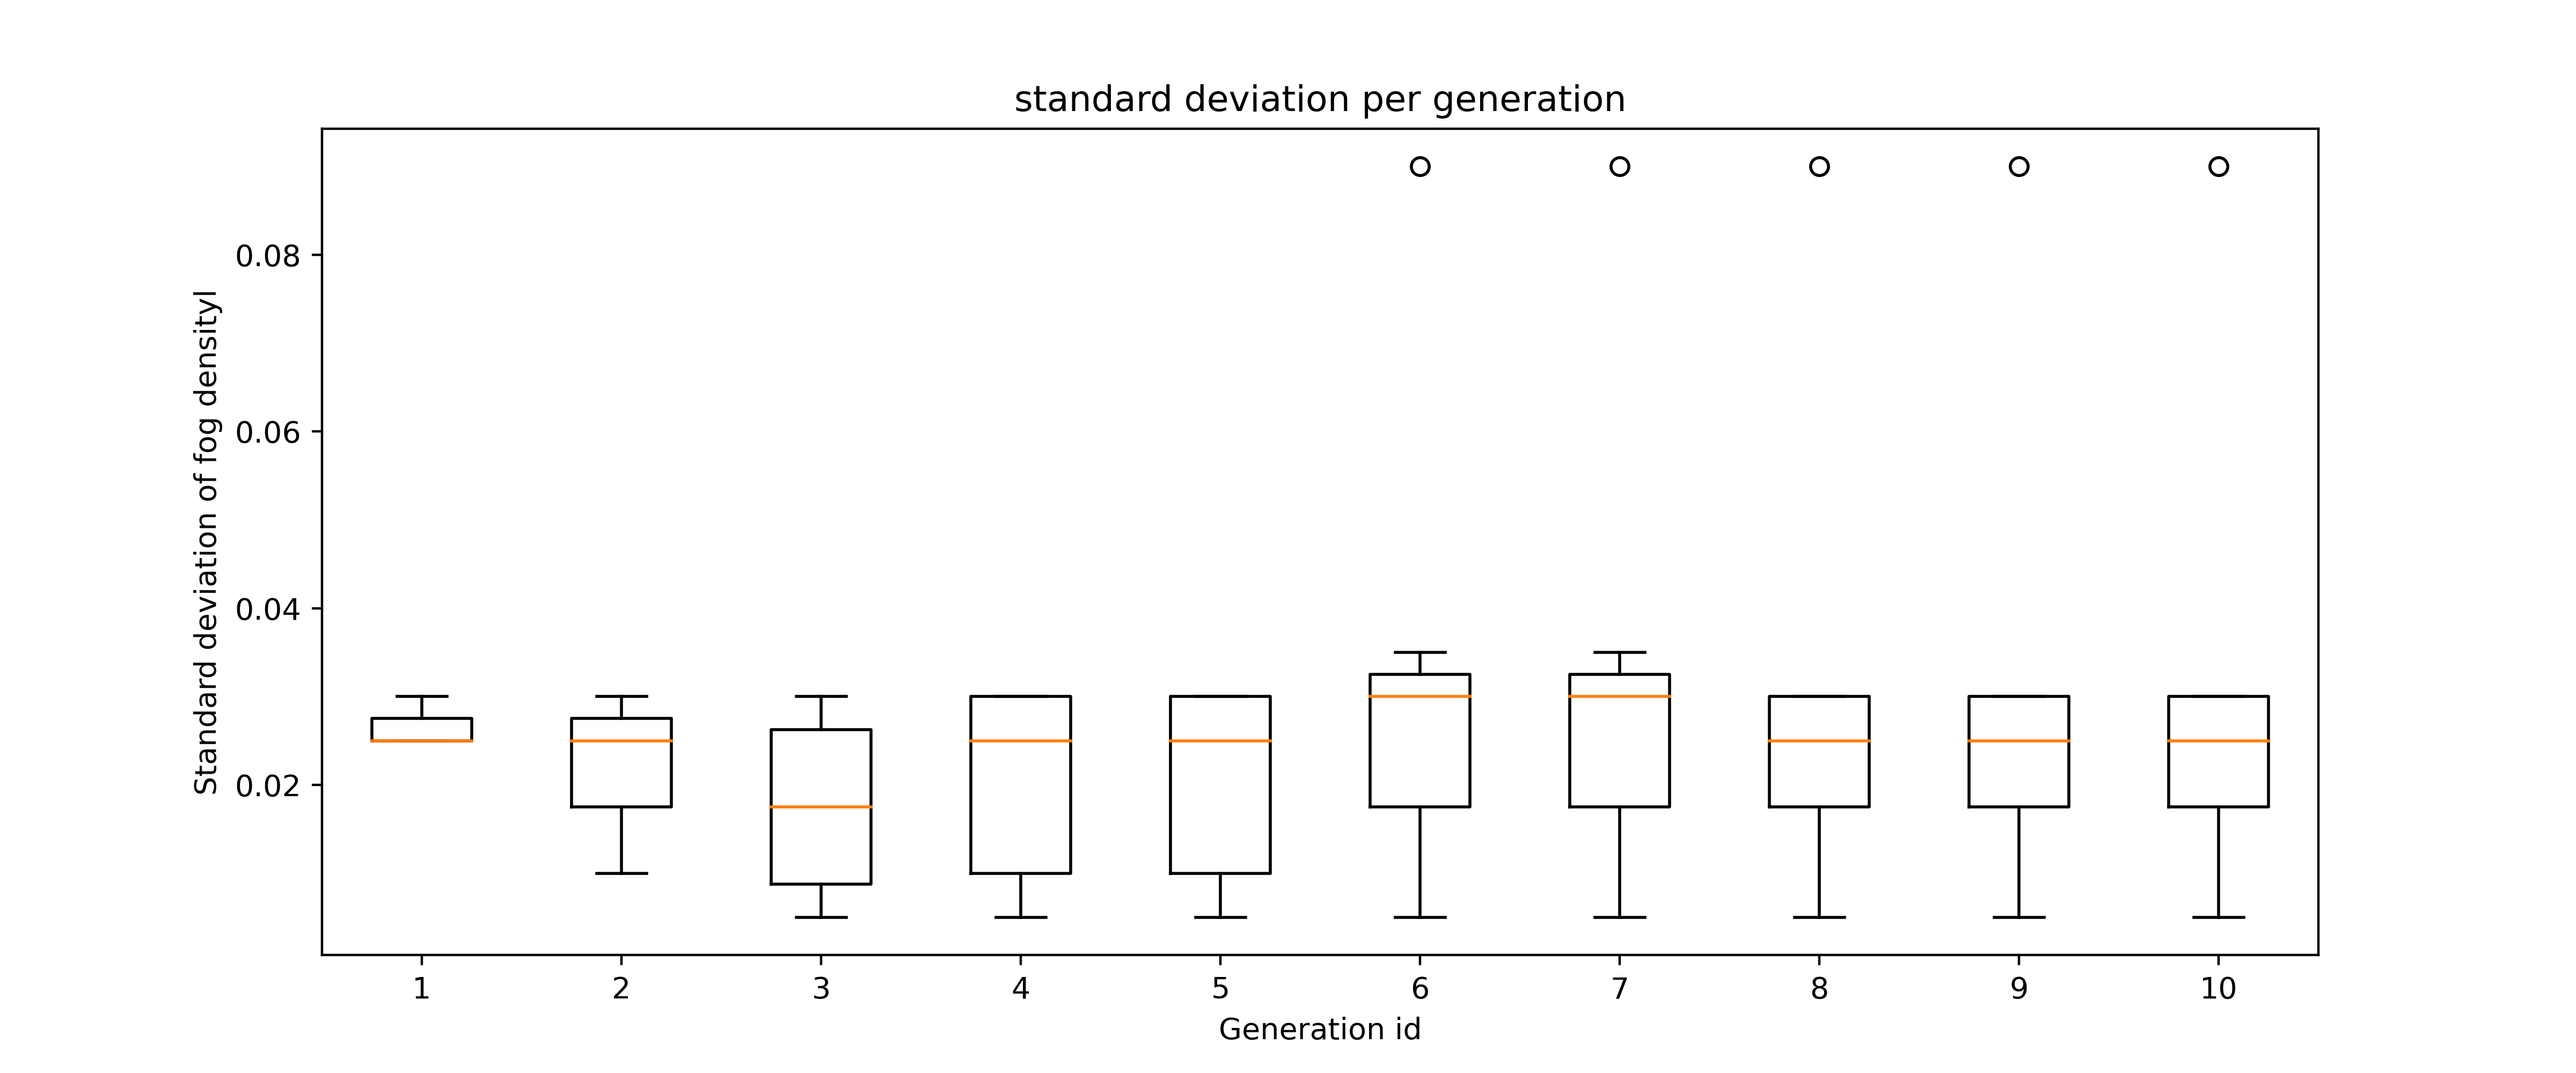 standard deviation per generation
Standard deviation of fog densityl
0.08
0.06
0.04
0.02
1 2 3 4 5 6 7 8 9 10
Generation id